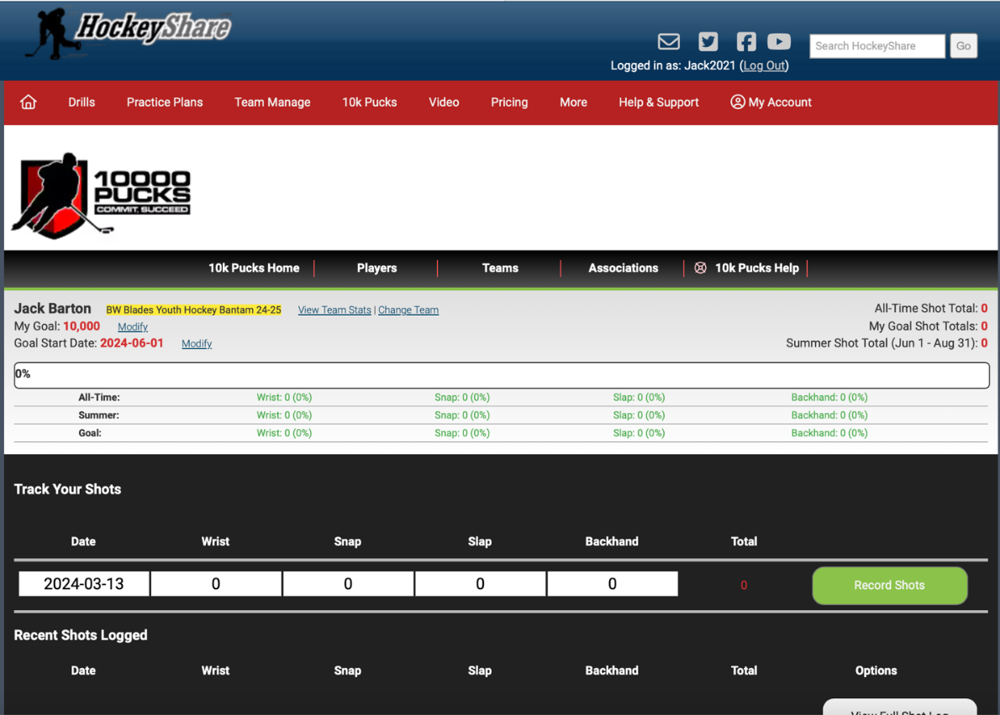 HockeyShare
Search HockeyShare Go
Logged in as: Jack2021 (Log Out)
Drills Practice Plans Team Manage 10k Pucks Video Pricing More Help & Support My Account
10000
PUCKS
COMMIT. SUCCEED
10k Pucks Home Players Teams Associations 10k Pucks Help
Jack Barton BW Blades Youth Hockey Bantam 24-25 View Team Stats | Change Team All-Time Shot Total: 0
My Goal: 10,000 Modify My Goal Shot Totals: 0
Goal Start Date: 2024-06-01 Modify Summer Shot Total (Jun 1 - Aug 31): 0
0%
All-Time: Wrist: 0 (0%) Snap: 0 (0%) Slap: 0 (0%) Backhand: 0 (0%)
Summer: Wrist: 0 (0%) Snap: 0 (0%) Slap: 0 (0%) Backhand: 0 (0%)
Goal: Wrist: 0 (0%) Snap: 0 (0%) Slap: 0 (0%) Backhand: 0 (0%)
Track Your Shots
Date Wrist Snap Slap Backhand Total
2024-03-13 0 0 0 0 0 Record Shots
Recent Shots Logged
Date Wrist Snap Slap Backhand Total Options
View Full Shot Log